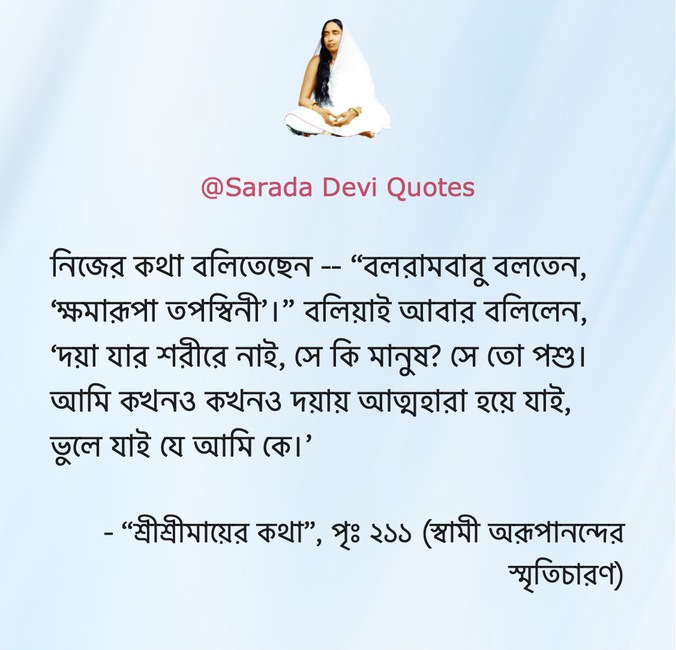 @Sarada Devi Quotes
নিজের কথা বলিতেছেন -- “বলরামবাবু বলতেন,
‘ক্ষমারূপা তপস্বিনী’।” বলিয়াই আবার বলিলেন,
‘দয়া যার শরীরে নাই, সে কি মানুষ? সে তো পশু।
আমি কখনও কখনও দয়ায় আত্মহারা হয়ে যাই,
ভুলে যাই যে আমি কে।’
- “শ্রীশ্রীমায়ের কথা”, পৃঃ ২১১ (স্বামী অরূপানন্দের
স্মৃতিচারণ)